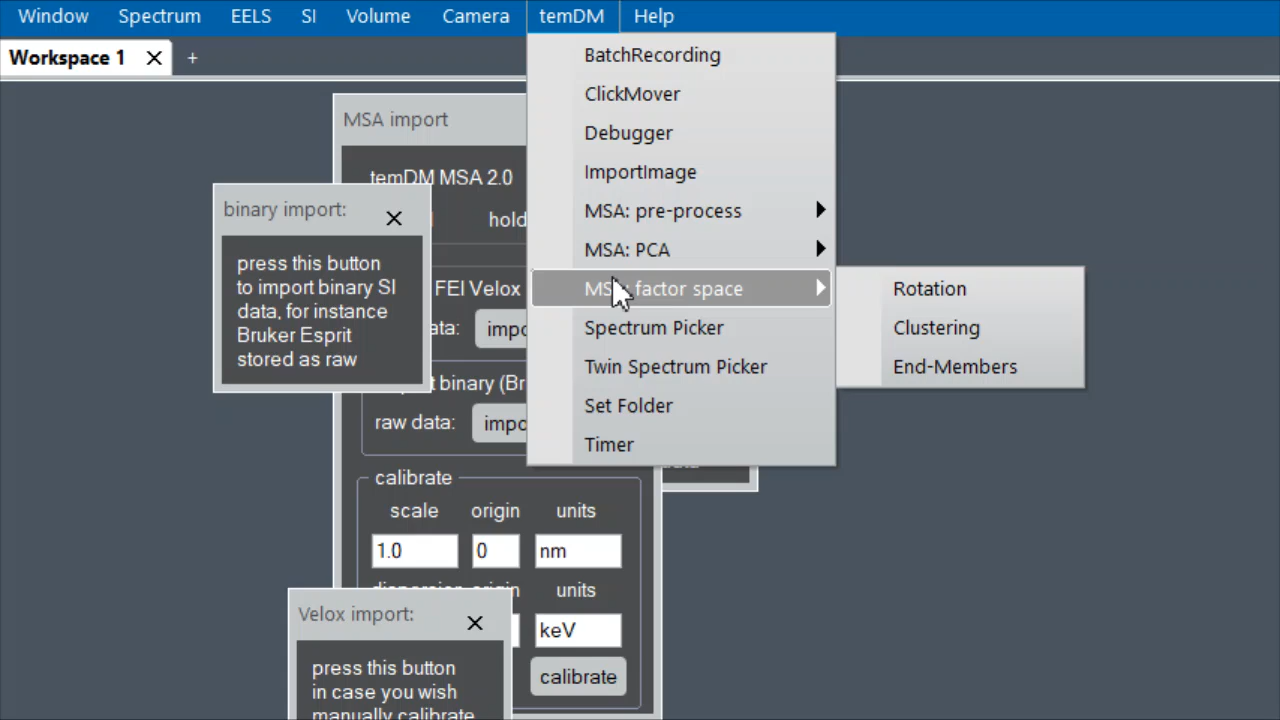 Window Spectrum EELS SI Volume Camera temDM Help
Workspace 1
BatchRecording
ClickMover
Debugger
ImportImage
MSA: pre-process
MSA: PCA
factor space
Spectrum Picker
Twin Spectrum Picker
Set Folder
Timer
Rotation
Clustering
End-Members
MSA import
temDM MSA 2.0
hold
binary import:
press this button
to import binary SI
data, for instance
Bruker Esprit
stored as raw
FEI Velox
binary (Br
raw data:
calibrate
scale origin units
1.0 0 nm
units
keV
calibrate
Velox import:
press this button
in case you wish
manually calibrate